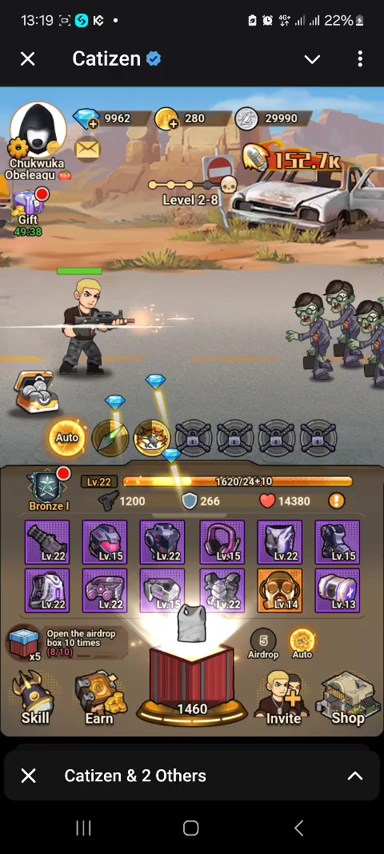 13:19
4G+
22%
Catizen
9962
280
29990
Chukwuka
Obeleaqu
152.7K
Level 2-8
Gift
49:38
Auto
Bronze I
Lv.22
1620/24+10
1200
266
14380
Lv.22
Lv.15
Lv.22
Lv.15
Lv.22
Lv.15
Lv.22
Lv.22
Lv.15
Lv.22
Lv.14
Lv.13
x5
Open the airdrop
box 10 times
(8/10)
5
Airdrop
Auto
1460
Skill
Earn
Invite
Shop
Catizen & 2 Others